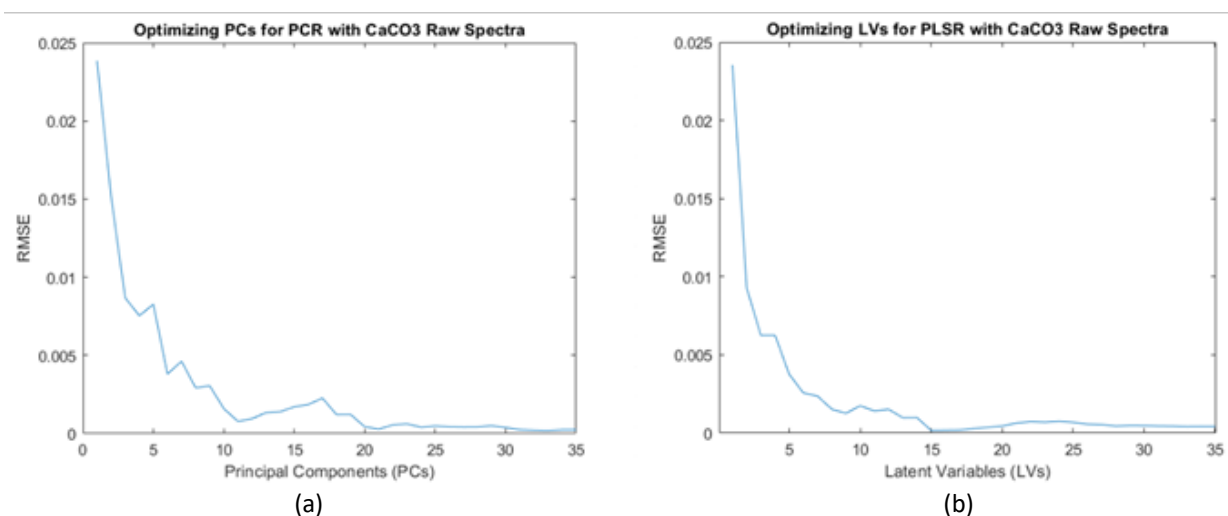 Optimizing PCs for PCR with CaCO3 Raw Spectra
0.025
0.02
0.015
0.01
0.005
0
RMSE
0 5 10 15 20 25 30 35
Principal Components (PCs)
(a)
Optimizing LVs for PLSR with CaCO3 Raw Spectra
0.025
0.02
0.015
0.01
0.005
0
RMSE
5 10 15 20 25 30 35
Latent Variables (LVs)
(b)